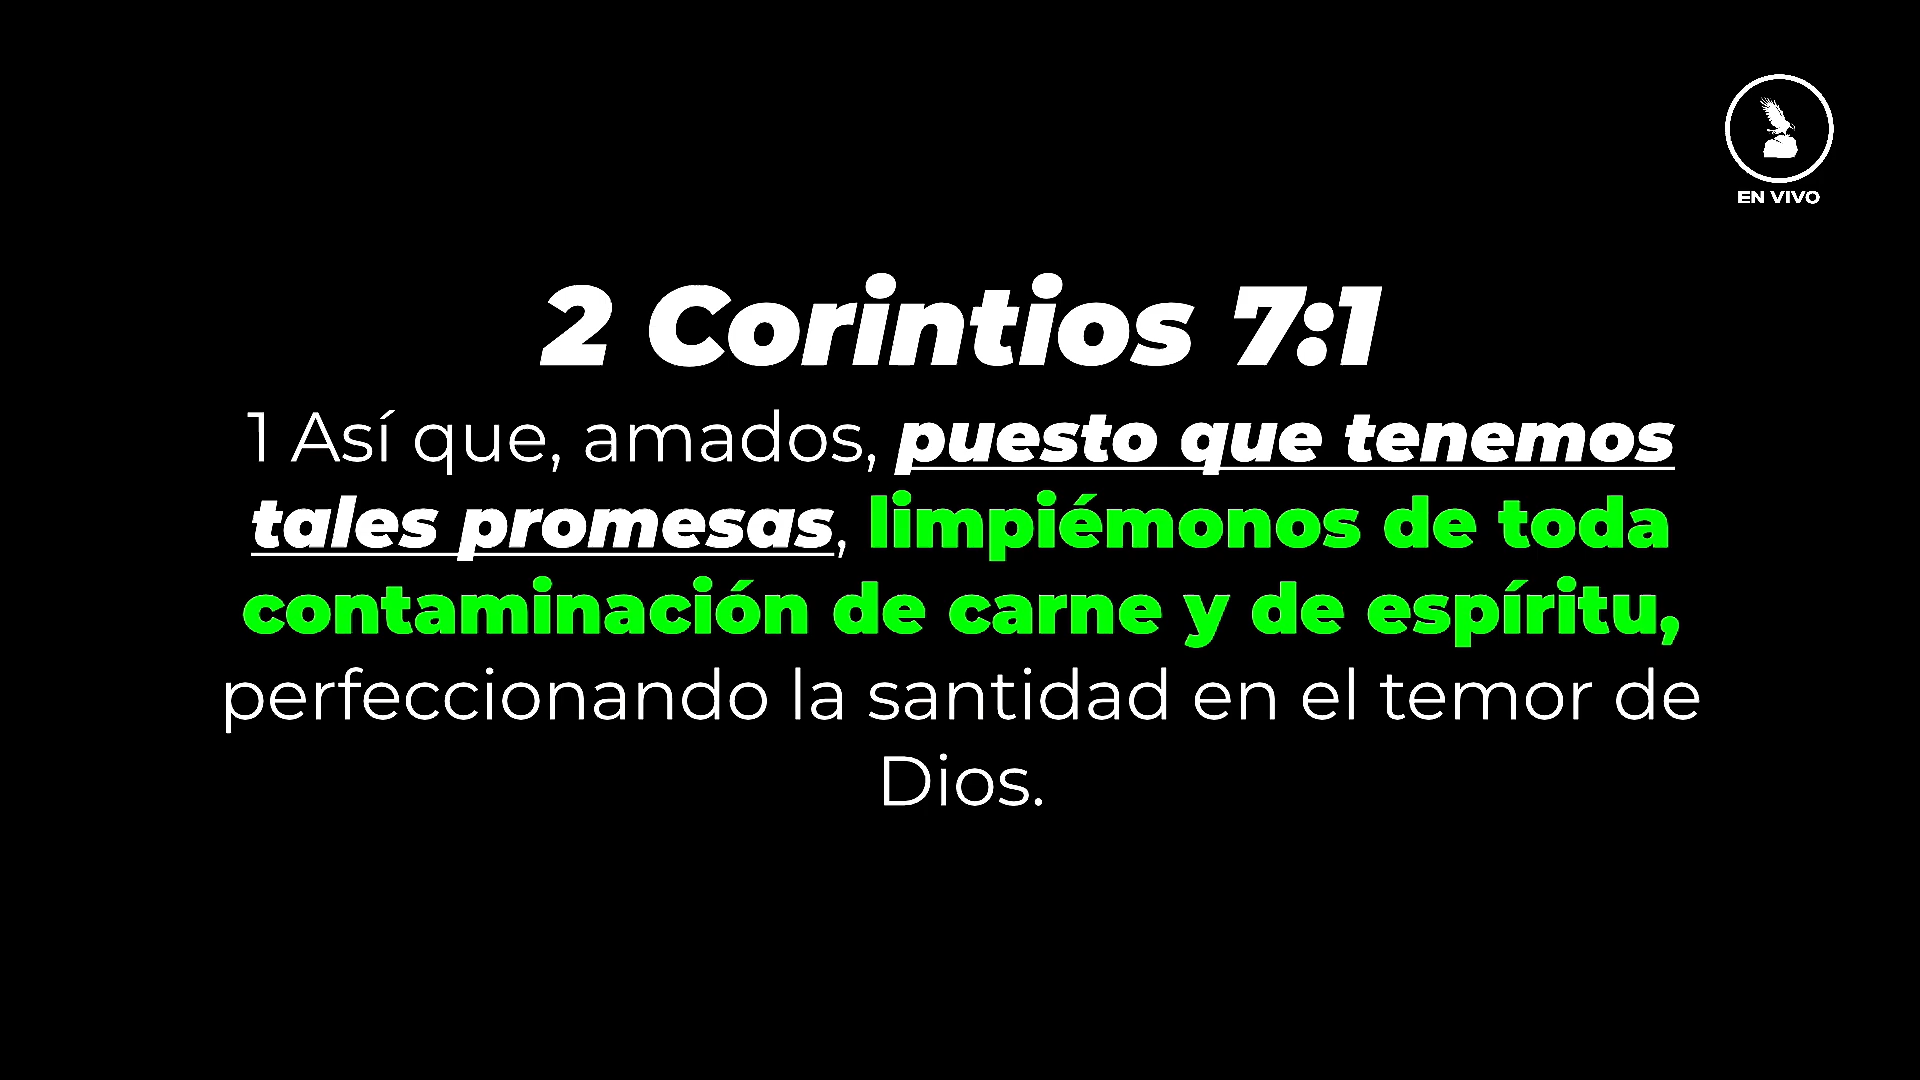 EN VIVO
2 Corintios 7:1
1 Así que, amados, puesto que tenemos
tales promesas, limpiémonos de toda
contaminación de carne y de espíritu,
perfeccionando la santidad en el temor de
Dios.